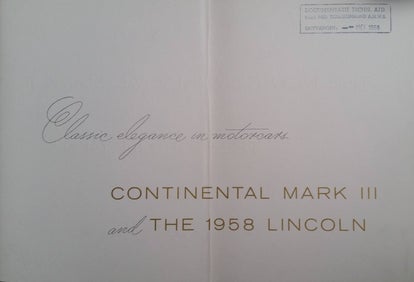 Classic elegance in motorcars
CONTINENTAL MARK III
and THE 1958 LINCOLN